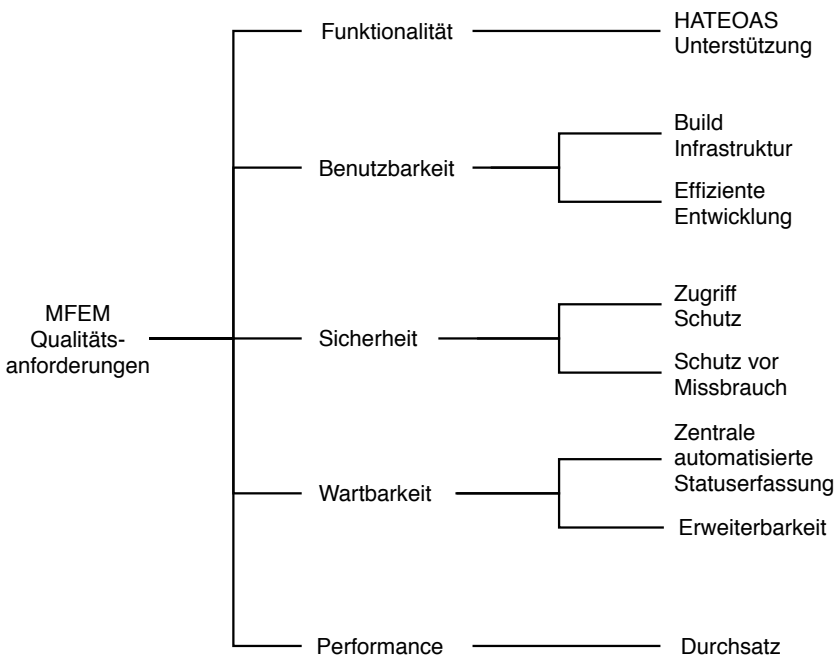 MFEM
Qualitäts-
anforderungen
Funktionalität
HATEOAS
Unterstützung
Benutzbarkeit
Build
Infrastruktur
Effiziente
Entwicklung
Sicherheit
Zugriff
Schutz
Schutz vor
Missbrauch
Wartbarkeit
Zentrale
automatisierte
Statuserfassung
Erweiterbarkeit
Performance
Durchsatz